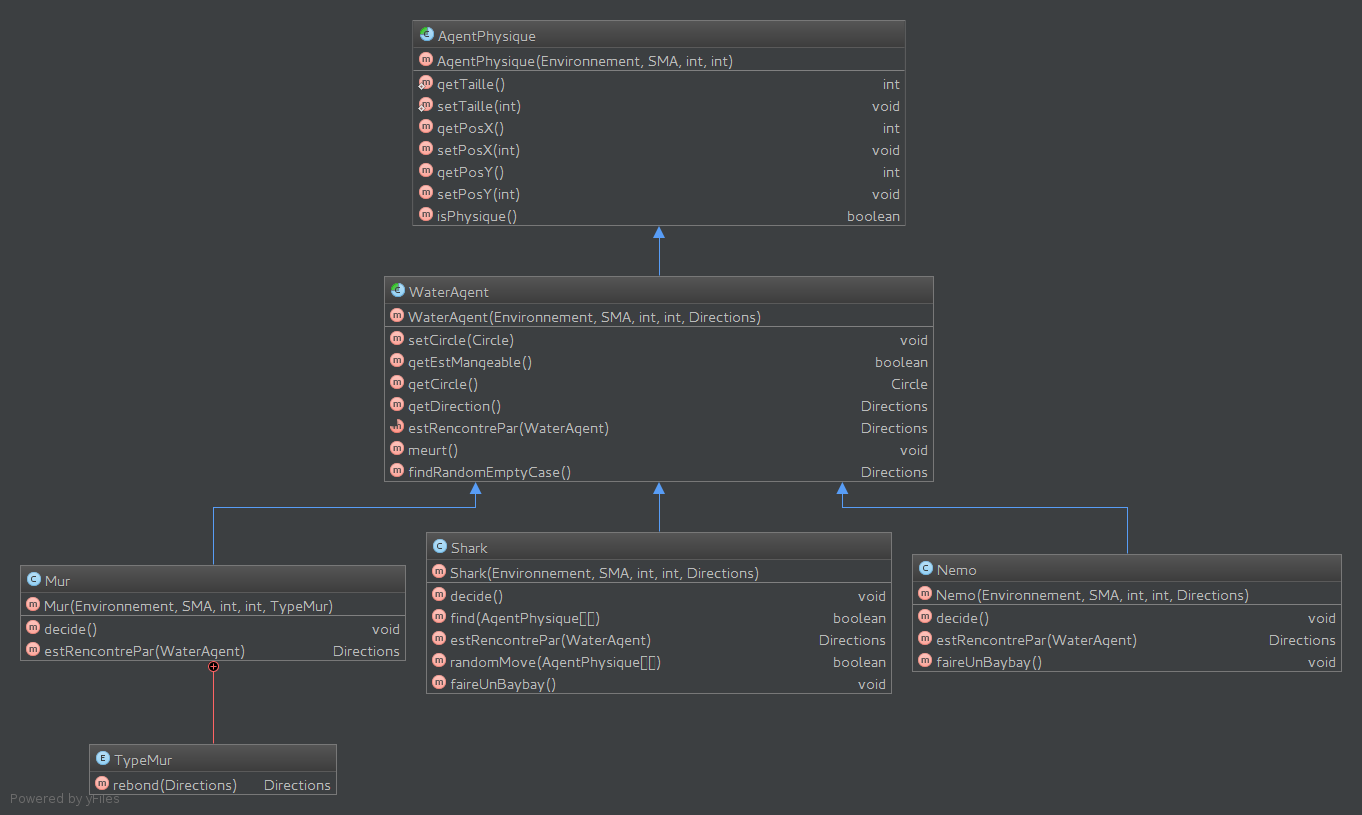 AgentPhysique
AgentPhysique(Environnement, SMA, int, int)
getTaille() int
setTaille(int) void
getPosX() int
setPosX(int) void
getPosY() int
setPosY(int) void
isPhysique() boolean
WaterAgent
WaterAgent(Environnement, SMA, int, int, Directions)
setCircle(Circle) void
getEstMangeable() boolean
getCircle() Circle
getDirection() Directions
estRencontrePar(WaterAgent) Directions
meurt() void
findRandomEmptyCase() Directions
Mur
Mur(Environnement, SMA, int, int, TypeMur)
decide() void
estRencontrePar(WaterAgent) Directions
Shark
Shark(Environnement, SMA, int, int, Directions)
decide() void
find(AgentPhysique[][]) boolean
estRencontrePar(WaterAgent) Directions
randomMove(AgentPhysique[][]) boolean
faireUnBaybay() void
Nemo
Nemo(Environnement, SMA, int, int, Directions)
decide() void
estRencontrePar(WaterAgent) Directions
faireUnBaybay() void
TypeMur
rebond(Directions) Directions
Powered by yFiles